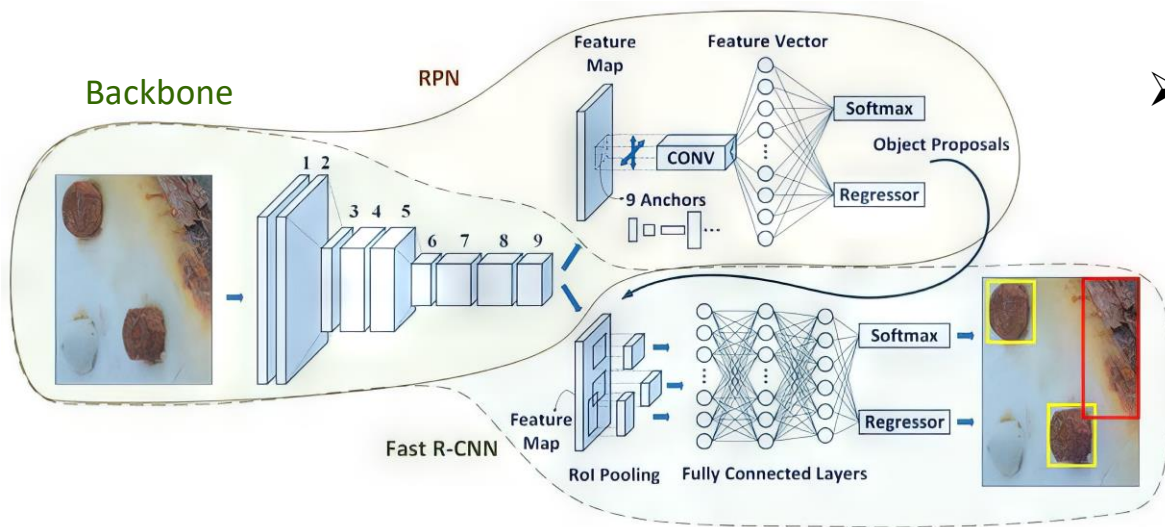 Backbone
RPN
Feature
Map
Feature Vector
Softmax
CONV
Object Proposals
Regressor
9 Anchors
1 2
3 4 5
6 7 8 9
Softmax
Regressor
Feature
Map
Fast R-CNN
RoI Pooling
Fully Connected Layers